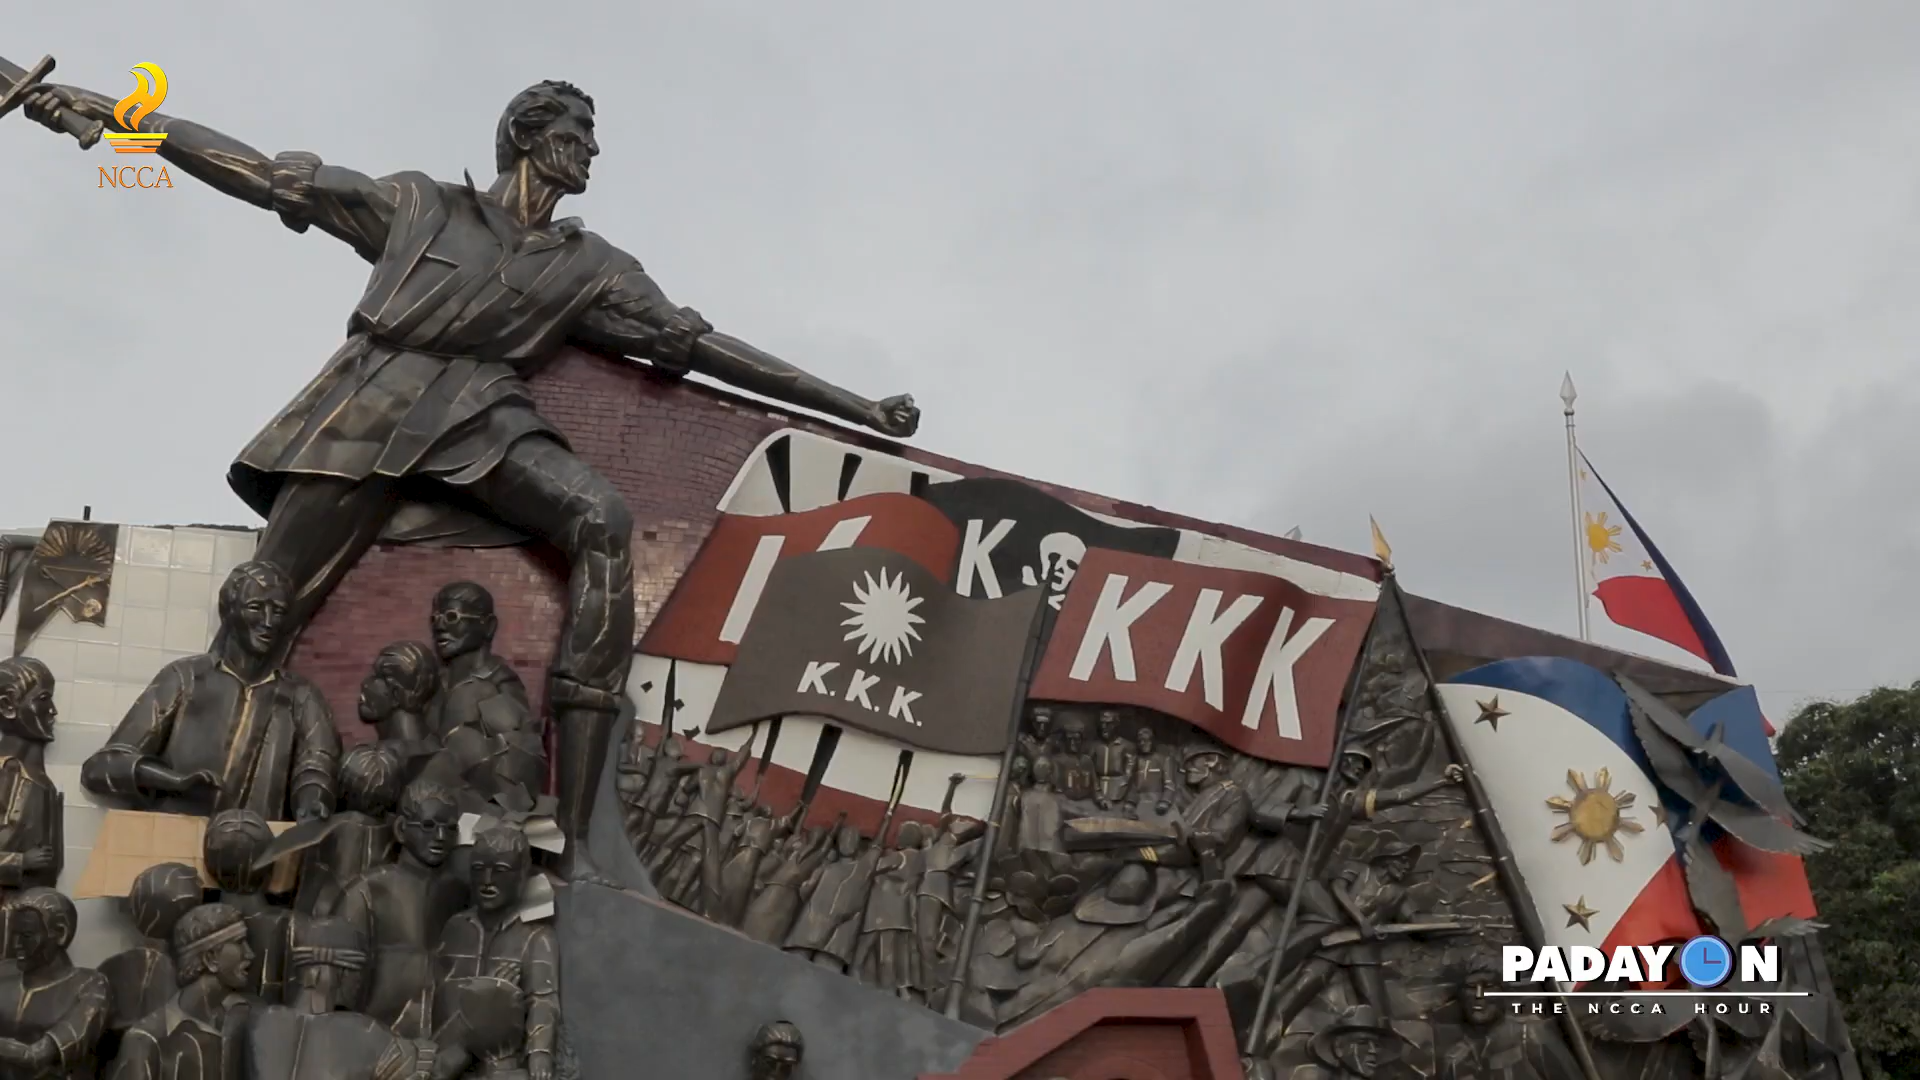 NCCA
K
K.K.K.
KKK
PADAYON
THE NCCA HOUR